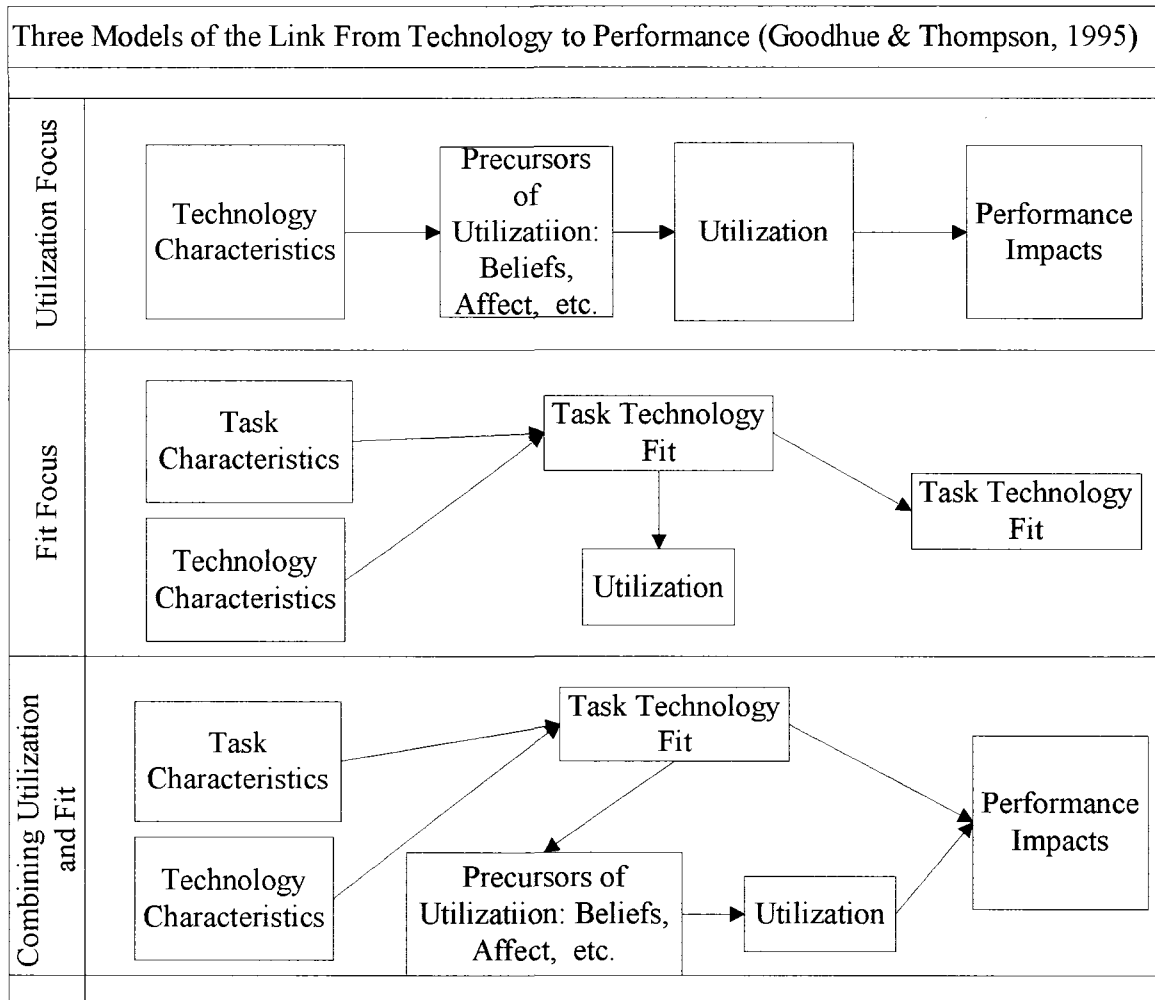 Three Models of the Link From Technology to Performance (Goodhue & Thompson, 1995)
Utilization Focus
Technology
Characteristics
Precursors
of
Utilizatiion:
Beliefs,
Affect, etc.
Utilization
Performance
Impacts
Fit Focus
Task
Characteristics
Technology
Characteristics
Task Technology
Fit
Utilization
Task Technology
Fit
Combining Utilization
and Fit
Task
Characteristics
Technology
Characteristics
Task Technology
Fit
Precursors of
Utilizatiion: Beliefs,
Affect, etc.
Utilization
Performance
Impacts